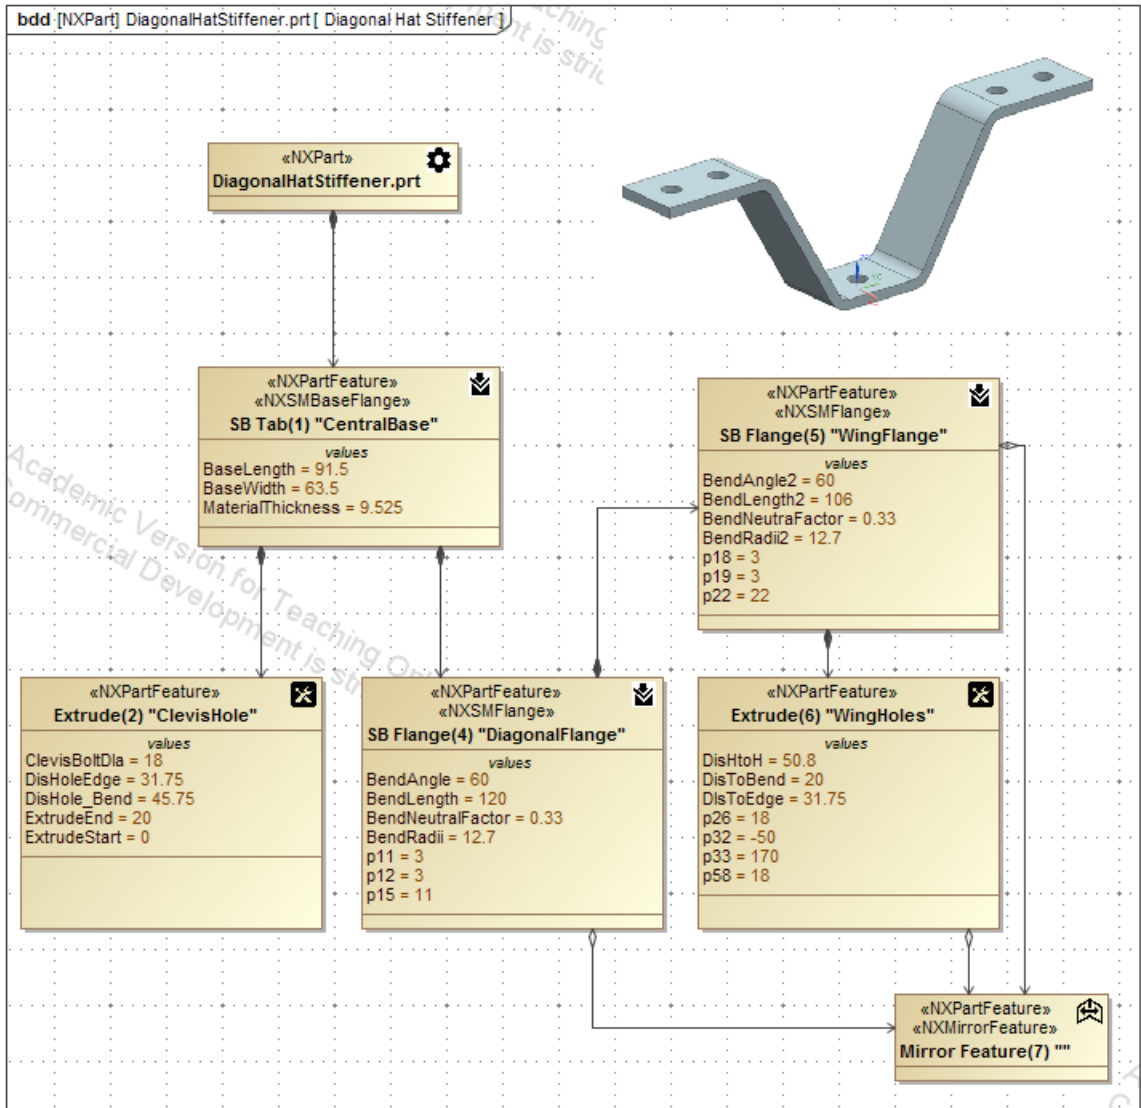 bdd [NXPart] DiagonalHatStiffener.prt [ Diagonal Hat Stiffener ]
«NXPart»
DiagonalHatStiffener.prt
«NXPartFeature»
«NXSMBaseFlange»
SB Tab(1) "CentralBase"
values
BaseLength = 91.5
BaseWidth = 63.5
MaterialThickness = 9.525
«NXPartFeature»
«NXSMFlange»
SB Flange(5) "WingFlange"
values
BendAngle2 = 60
BendLength2 = 106
BendNeutraFactor = 0.33
BendRadii2 = 12.7
p18 = 3
p19 = 3
p22 = 22
«NXPartFeature»
Extrude(2) "ClevisHole"
values
ClevisBoltDIa = 18
DisHoleEdge = 31.75
DisHole_Bend = 45.75
ExtrudeEnd = 20
ExtrudeStart = 0
«NXPartFeature»
«NXSMFlange»
SB Flange(4) "DiagonalFlange"
values
BendAngle = 60
BendLength = 120
BendNeutralFactor = 0.33
BendRadii = 12.7
p11 = 3
p12 = 3
p15 = 11
«NXPartFeature»
Extrude(6) "WingHoles"
values
DisHtoH = 50.8
DisToBend = 20
DIsToEdge = 31.75
p26 = 18
p32 = -50
p33 = 170
p58 = 18
«NXPartFeature»
«NXMirrorFeature»
Mirror Feature(7) ""
Academic Version for Teaching
Commercial Development is